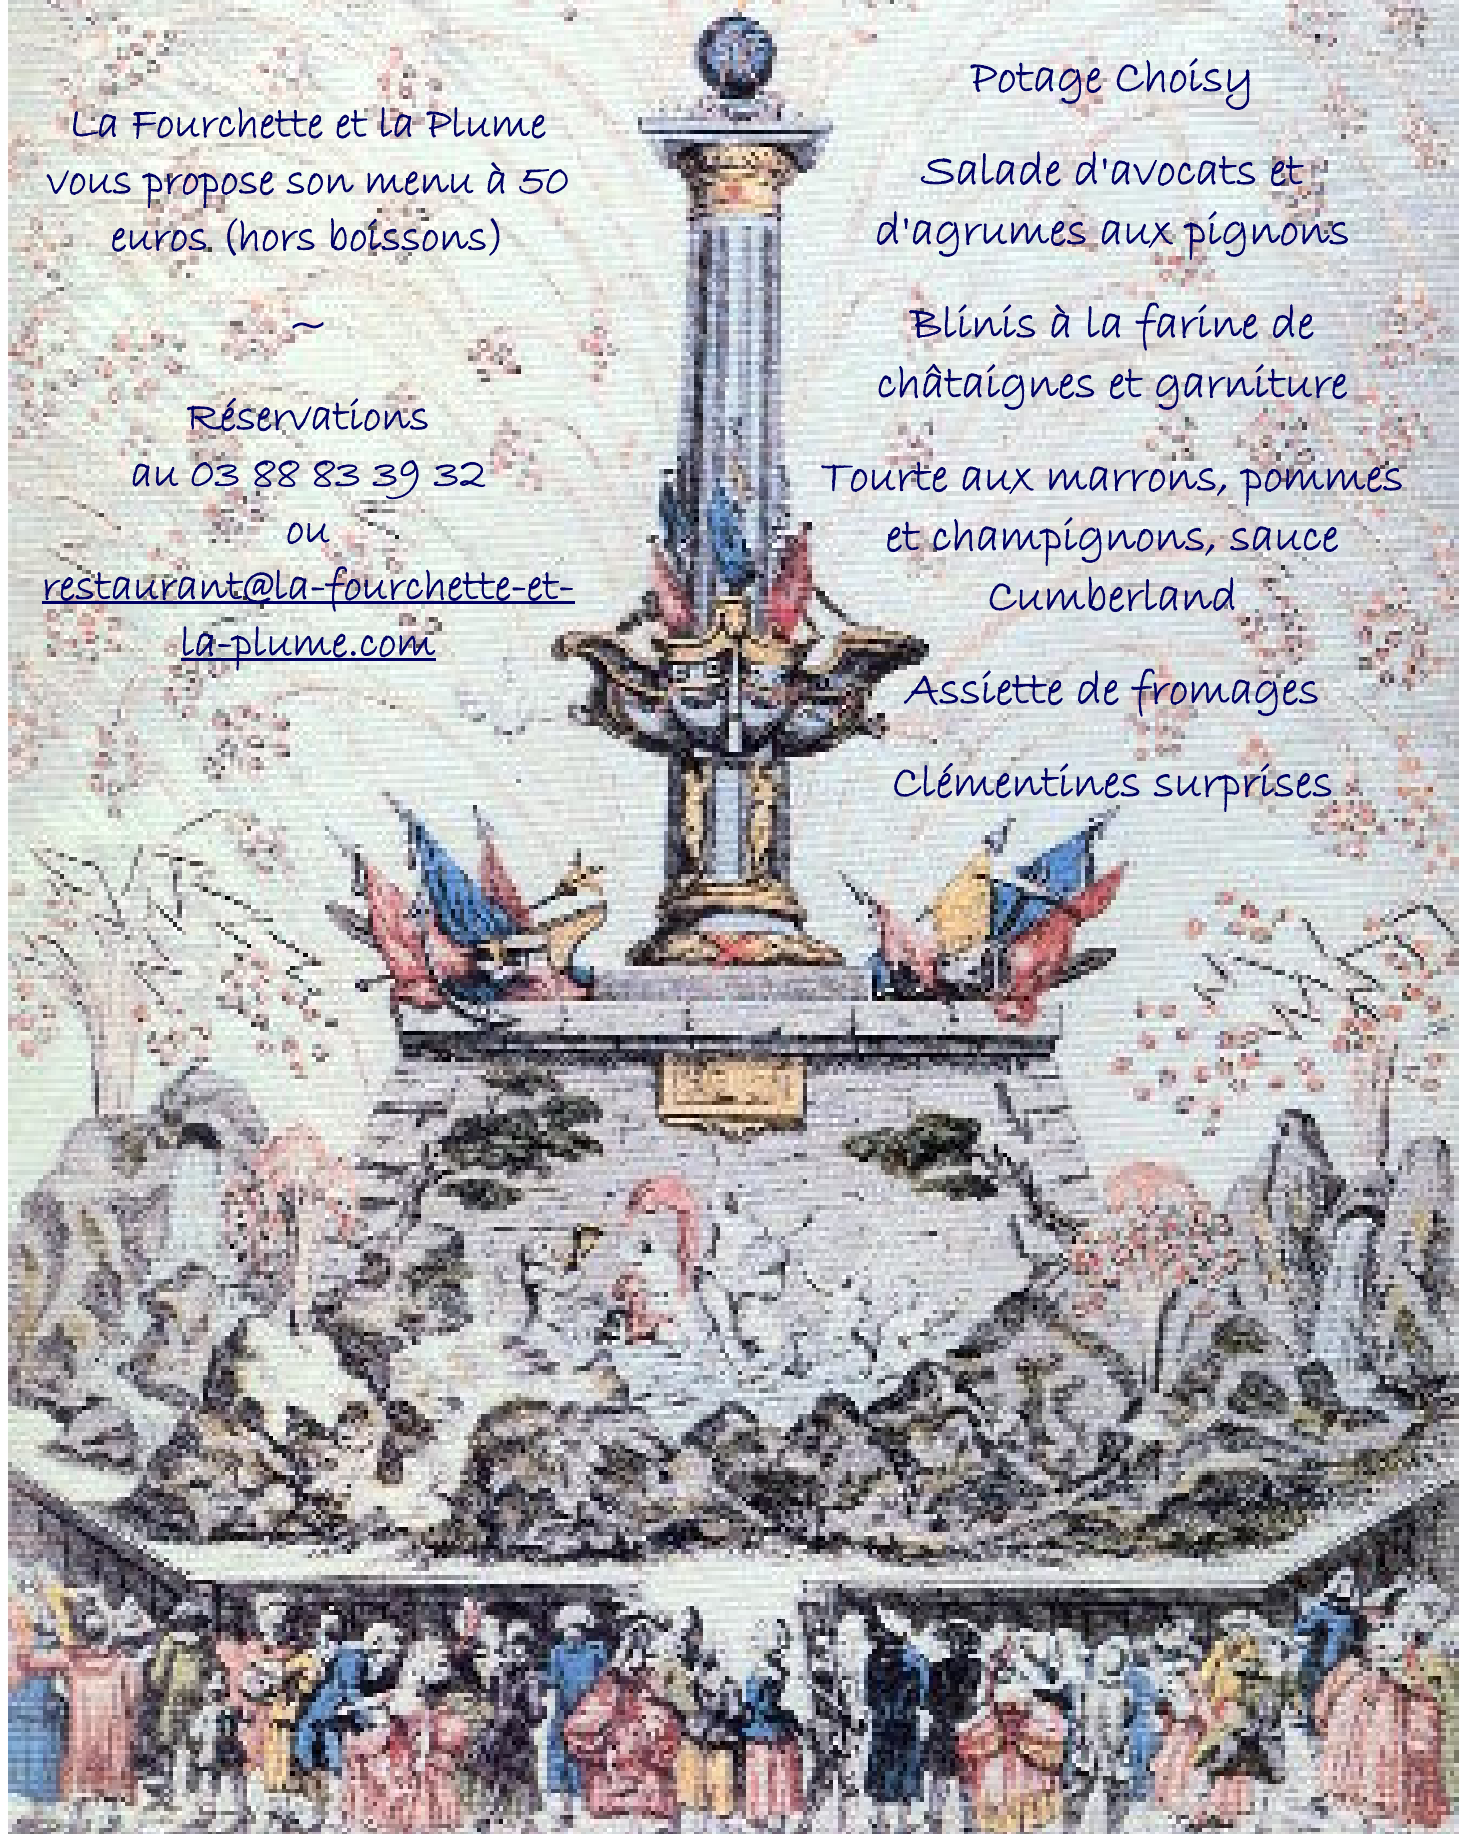 La Fourchette et la Plume
vous propose son menu à 50
euros. (hors boissons)
~
Réservations
au 03 88 83 39 32
ou
restaurant@la-fourchette-et-
la-plume.com
Potage Choisy
Salade d'avocats et
d'agrumes aux pignons
Blinis à la farine de
châtaignes et garniture
Tourte aux marrons, pommes
et champignons, sauce
Cumberland
Assiette de fromages
Clémentines surprises